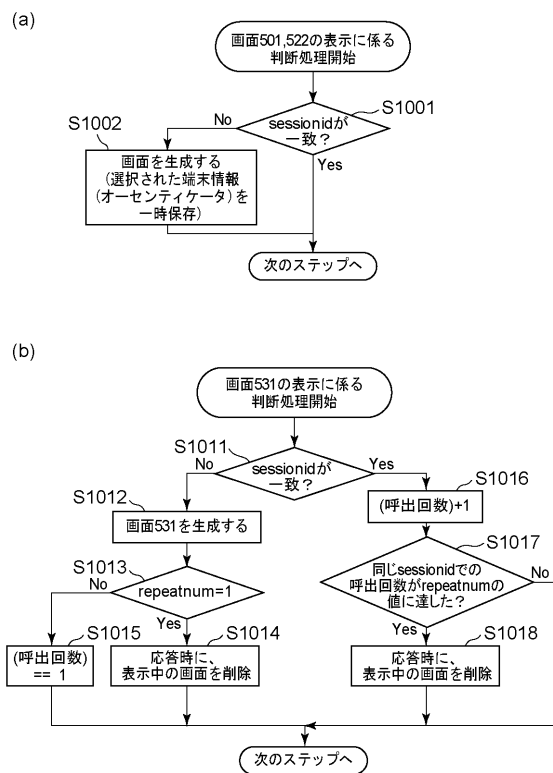 (a)
画面501,522の表示に係る
判断処理開始
S1001
sessionidが
一致？
No
Yes
S1002
画面を生成する
(選択された端末情報
(オーセンティケータ)を
一時保存)
次のステップへ
(b)
画面531の表示に係る
判断処理開始
S1011
sessionidが
一致？
No
Yes
S1012
画面531を生成する
S1013
repeatnum=1
No
Yes
S1015
(呼出回数)
== 1
S1014
応答時に、
表示中の画面を削除
S1016
(呼出回数)+1
S1017
同じsessionidでの
呼出回数がrepeatnumの
値に達した？
No
Yes
S1018
応答時に、
表示中の画面を削除
次のステップへ